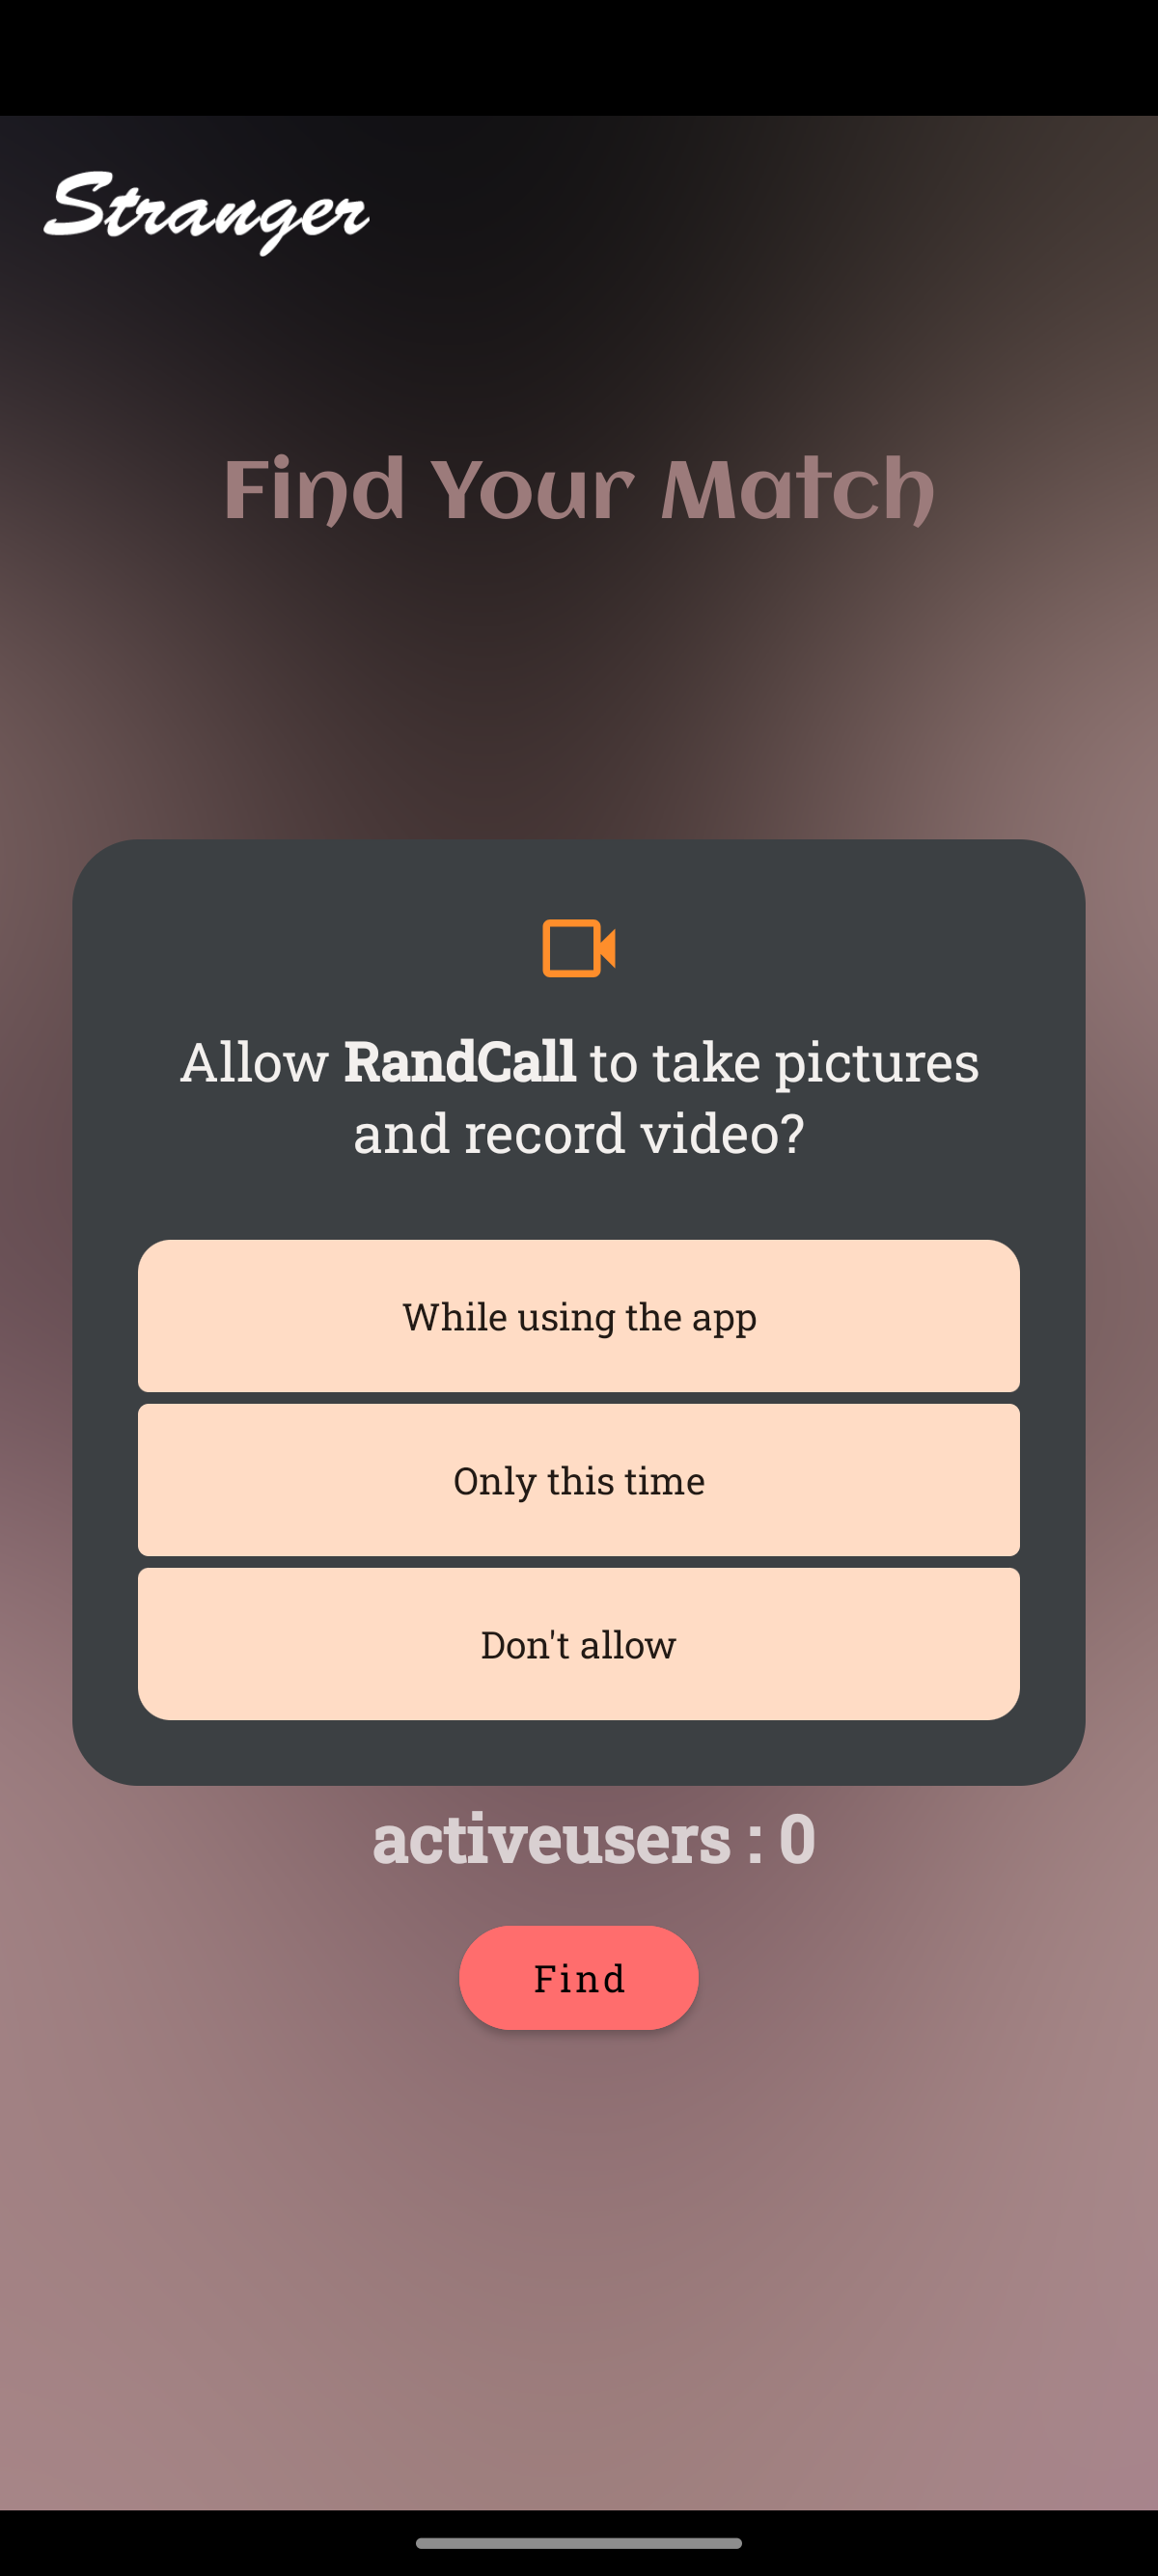 Stranger
Find Your Match
Allow RandCall to take pictures
and record video?
While using the app
Only this time
Don't allow
activeusers : 0
Find